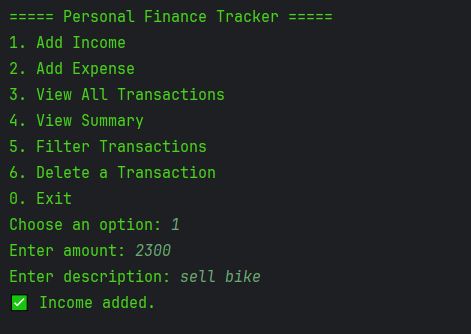 ===== Personal Finance Tracker =====
1. Add Income
2. Add Expense
3. View All Transactions
4. View Summary
5. Filter Transactions
6. Delete a Transaction
0. Exit
Choose an option: 1
Enter amount: 2300
Enter description: sell bike
✅ Income added.